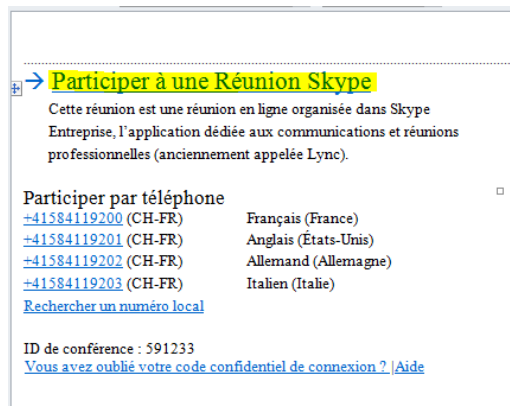 → Participer à une Réunion Skype
Cette réunion est une réunion en ligne organisée dans Skype
Entreprise, l'application dédiée aux communications et réunions
professionnelles (anciennement appelée Lync).
Participer par téléphone
+41584119200 (CH-FR) Français (France)
+41584119201 (CH-FR) Anglais (États-Unis)
+41584119202 (CH-FR) Allemand (Allemagne)
+41584119203 (CH-FR) Italien (Italie)
Rechercher un numéro local
ID de conférence : 591233
Vous avez oublié votre code confidentiel de connexion ? |Aide